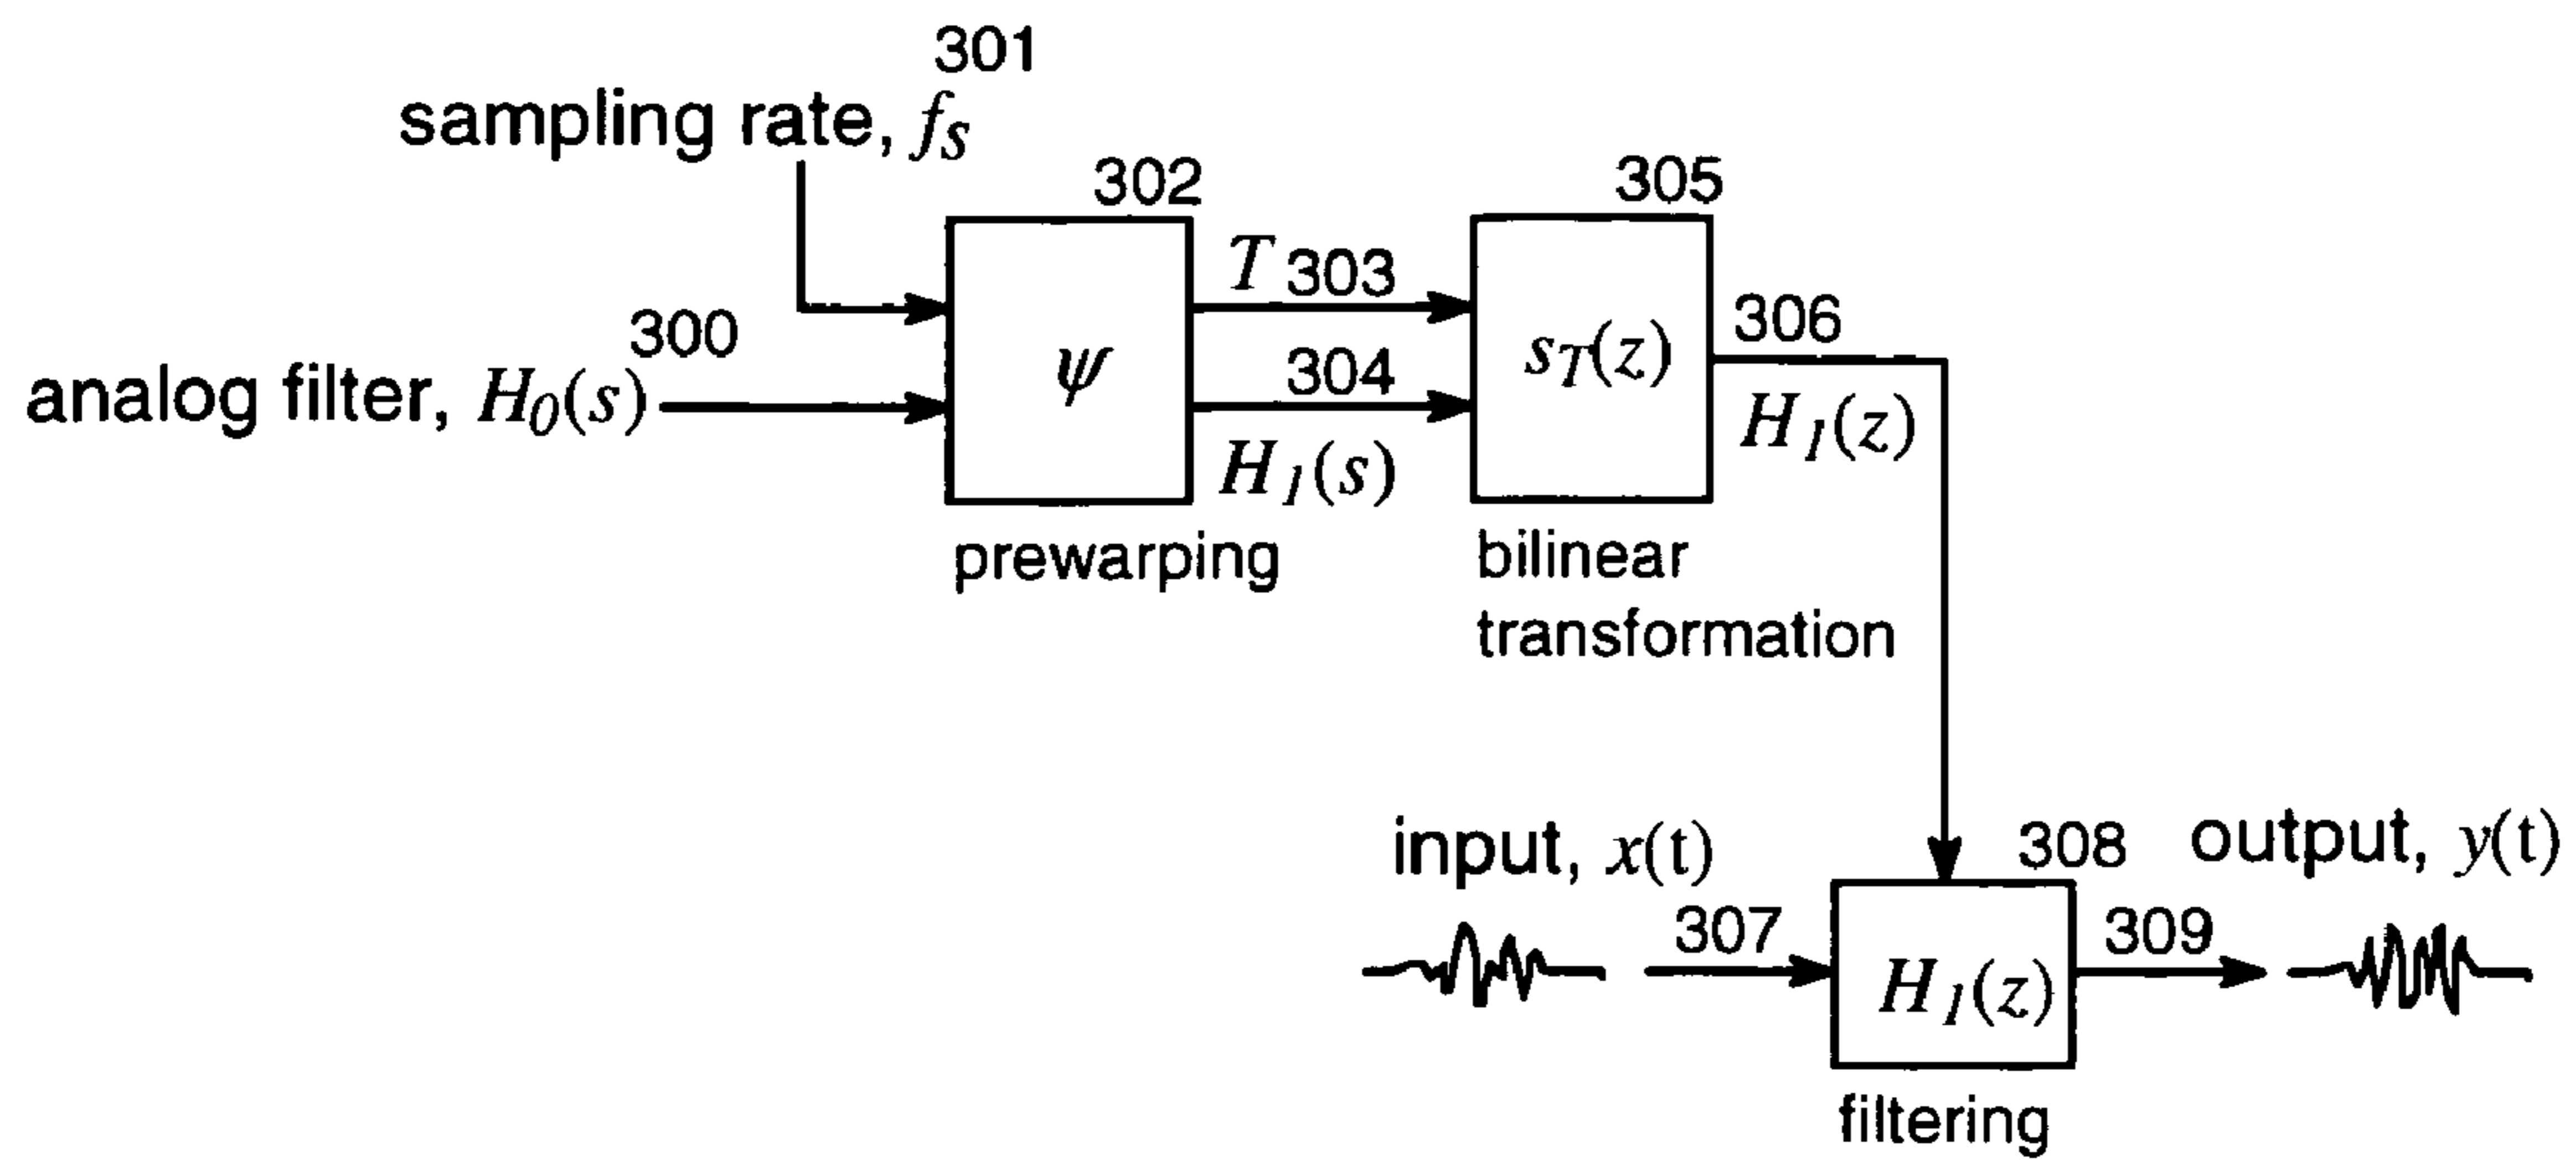 301
sampling rate, fs
302
305
T 303
300
306
ψ
sT(z)
304
analog filter, H0(s)
H1(z)
H1(s)
prewarping
bilinear
transformation
input, x(t)
308
output, y(t)
307
309
H1(z)
filtering